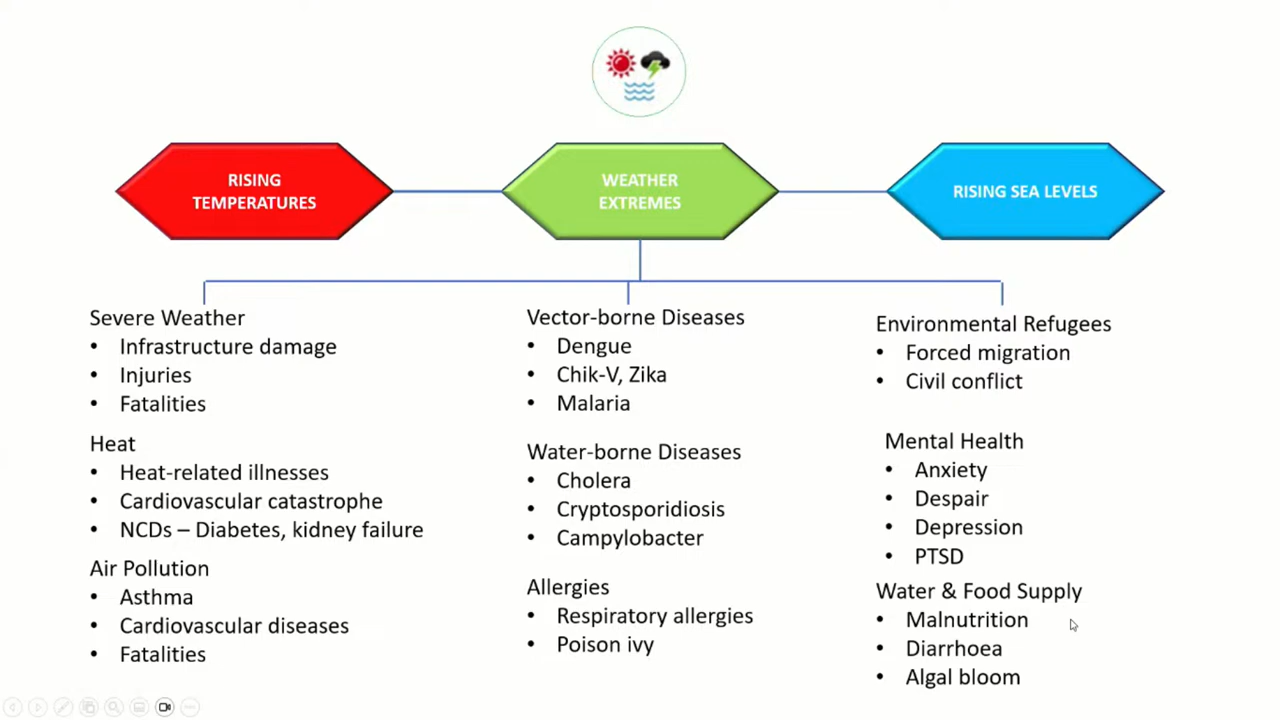 RISING
TEMPERATURES
WEATHER
EXTREMES
RISING SEA LEVELS
Severe Weather
• Infrastructure damage
• Injuries
• Fatalities
Heat
• Heat-related illnesses
• Cardiovascular catastrophe
• NCDs – Diabetes, kidney failure
Air Pollution
• Asthma
• Cardiovascular diseases
• Fatalities
Vector-borne Diseases
• Dengue
• Chik-V, Zika
• Malaria
Water-borne Diseases
• Cholera
• Cryptosporidiosis
• Campylobacter
Allergies
• Respiratory allergies
• Poison ivy
Environmental Refugees
• Forced migration
• Civil conflict
Mental Health
• Anxiety
• Despair
• Depression
• PTSD
Water & Food Supply
• Malnutrition
• Diarrhoea
• Algal bloom